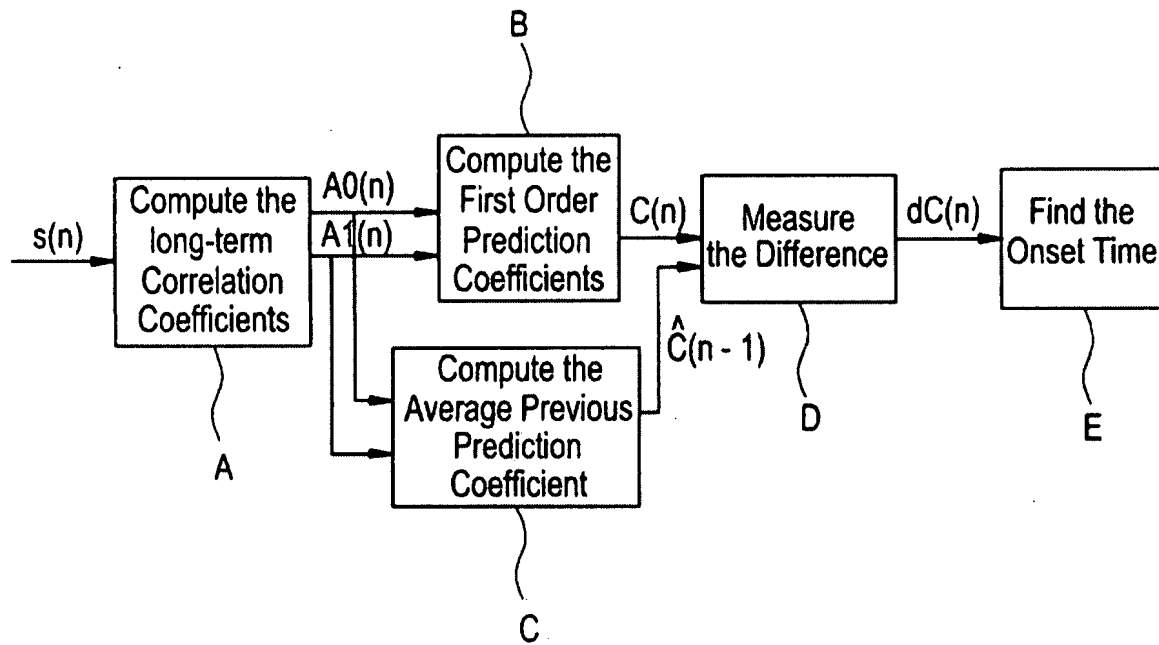 B
Compute the
First Order
Prediction
Coefficients
A0(n)
A1(n)
s(n)
Compute the
long-term
Correlation
Coefficients
C(n)
Measure
the Difference
dC(n)
Find the
Onset Time
Ĉ(n - 1)
Compute the
Average Previous
Prediction
Coefficient
A
D
E
C